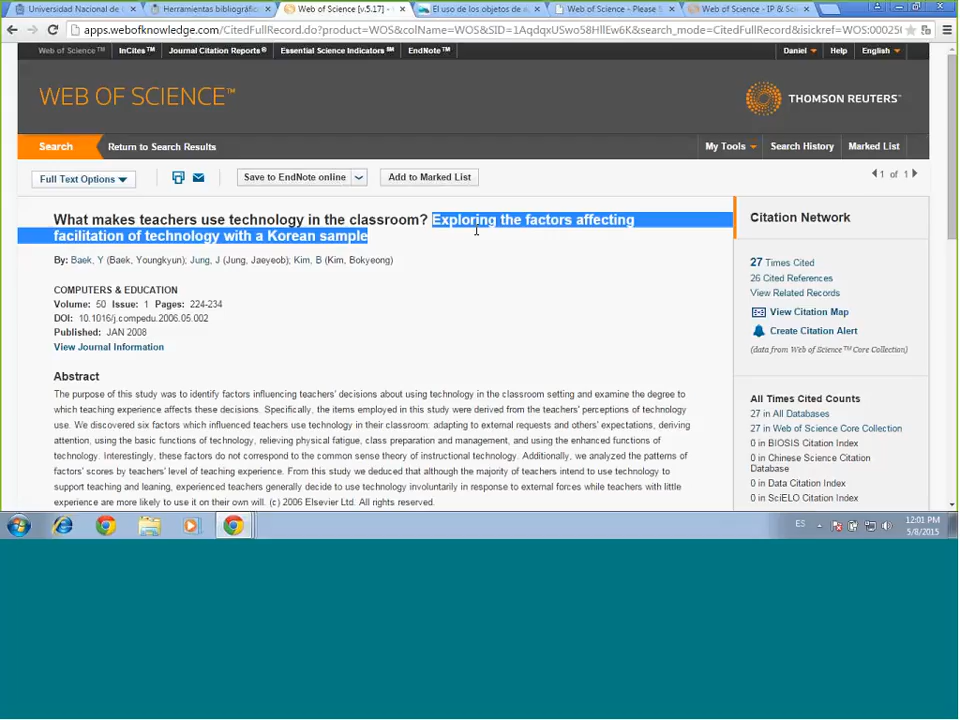 Universidad Nacional de
Herramientas bibliográfic
Web of Science [v.5.17] -
El uso de los objetos de a
Web of Science - Please S
Web of Science - IP & Sc
Web of Science™
InCites™
Journal Citation Reports®
Essential Science Indicators™
EndNote™
Daniel
Help
English
WEB OF SCIENCE™
THOMSON REUTERS™
Search
Return to Search Results
My Tools
Search History
Marked List
Full Text Options
Save to EndNote online
Add to Marked List
1 of 1
What makes teachers use technology in the classroom? Exploring the factors affecting
facilitation of technology with a Korean sample
By: Baek, Y (Baek, Youngkyun); Jung, J (Jung, Jaeyeob); Kim, B (Kim, Bokyeong)
COMPUTERS & EDUCATION
Volume: 50 Issue: 1 Pages: 224-234
DOI: 10.1016/j.compedu.2006.05.002
Published: JAN 2008
View Journal Information
Abstract
The purpose of this study was to identify factors influencing teachers' decisions about using technology in the classroom setting and examine the degree to
which teaching experience affects these decisions. Specifically, the items employed in this study were derived from the teachers' perceptions of technology
use. We discovered six factors which influenced teachers use technology in their classroom: adapting to external requests and others' expectations, deriving
attention, using the basic functions of technology, relieving physical fatigue, class preparation and management, and using the enhanced functions of
technology. Interestingly, these factors do not correspond to the common sense theory of instructional technology. Additionally, we analyzed the patterns of
factors' scores by teachers' level of teaching experience. From this study we deduced that although the majority of teachers intend to use technology to
support teaching and leaning, experienced teachers generally decide to use technology involuntarily in response to external forces while teachers with little
experience are more likely to use it on their own will. (c) 2006 Elsevier Ltd. All rights reserved.
Citation Network
27 Times Cited
26 Cited References
View Related Records
View Citation Map
Create Citation Alert
(data from Web of Science™ Core Collection)
All Times Cited Counts
27 in All Databases
27 in Web of Science Core Collection
0 in BIOSIS Citation Index
0 in Chinese Science Citation
Database
0 in Data Citation Index
0 in SciELO Citation Index
ES
12:01 PM
5/8/2015